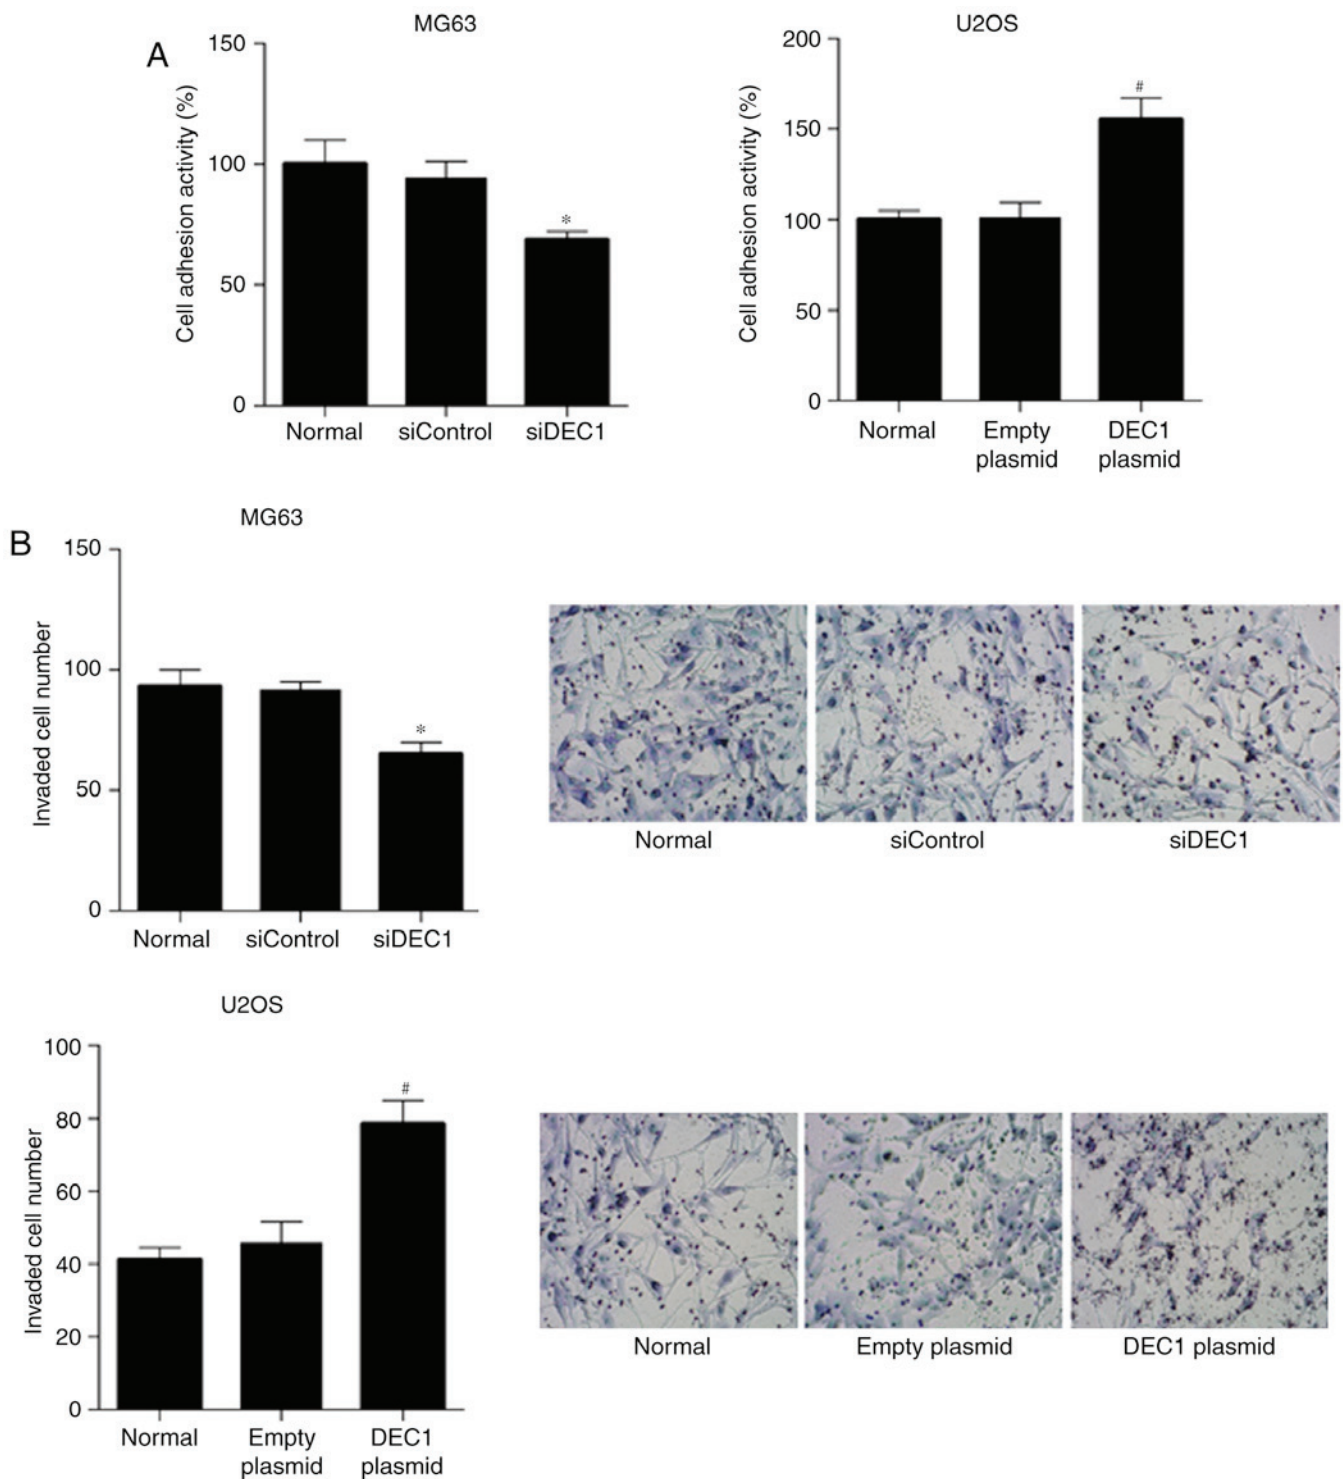 A
MG63
Cell adhesion activity (%)
150
100
50
0
*
Normal siControl siDEC1
U2OS
Cell adhesion activity (%)
200
150
100
50
0
#
Normal Empty DEC1
plasmid plasmid
B
MG63
Invaded cell number
150
100
50
0
*
Normal siControl siDEC1
Normal siControl siDEC1
U2OS
Invaded cell number
100
80
60
40
20
0
#
Normal Empty DEC1
plasmid plasmid
Normal Empty plasmid DEC1 plasmid